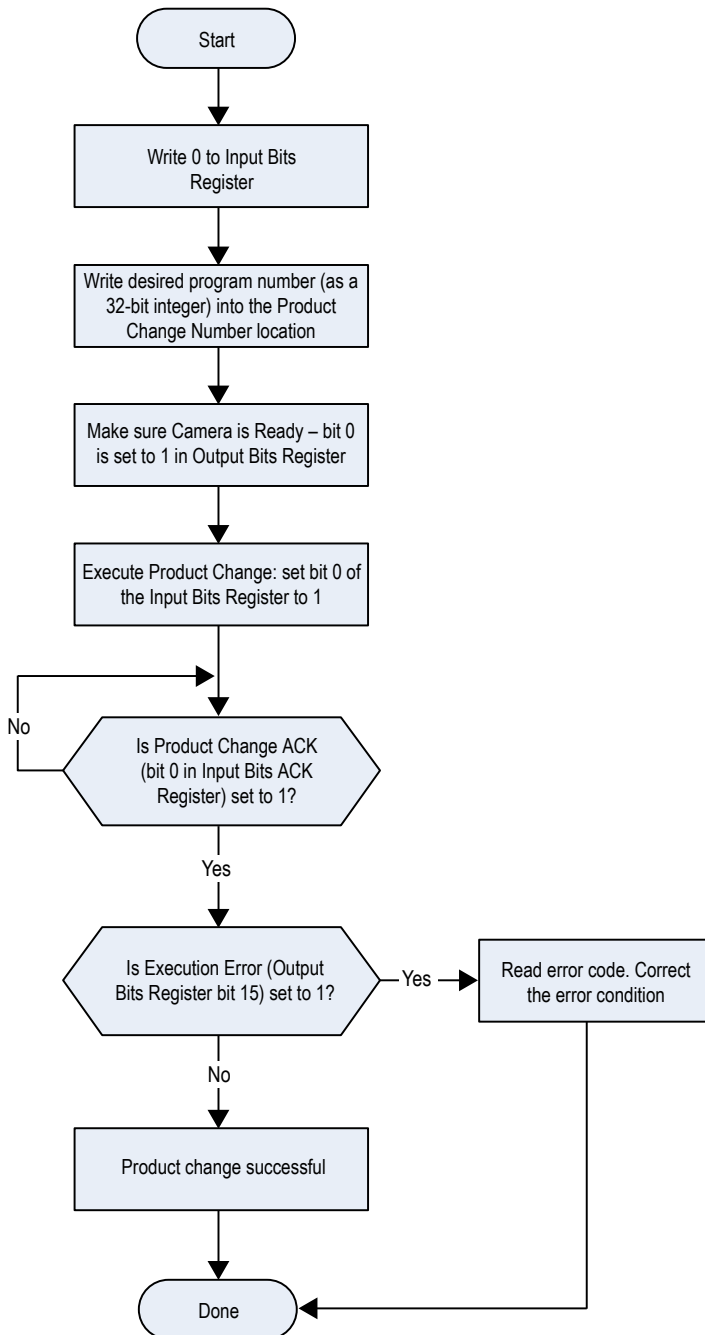 Start
Write 0 to Input Bits
Register
Write desired program number (as a
32-bit integer) into the Product
Change Number location
Make sure Camera is Ready – bit 0
is set to 1 in Output Bits Register
Execute Product Change: set bit 0 of
the Input Bits Register to 1
No
Is Product Change ACK
(bit 0 in Input Bits ACK
Register) set to 1?
Yes
Is Execution Error (Output
Bits Register bit 15) set to 1?
Yes
Read error code. Correct
the error condition
No
Product change successful
Done